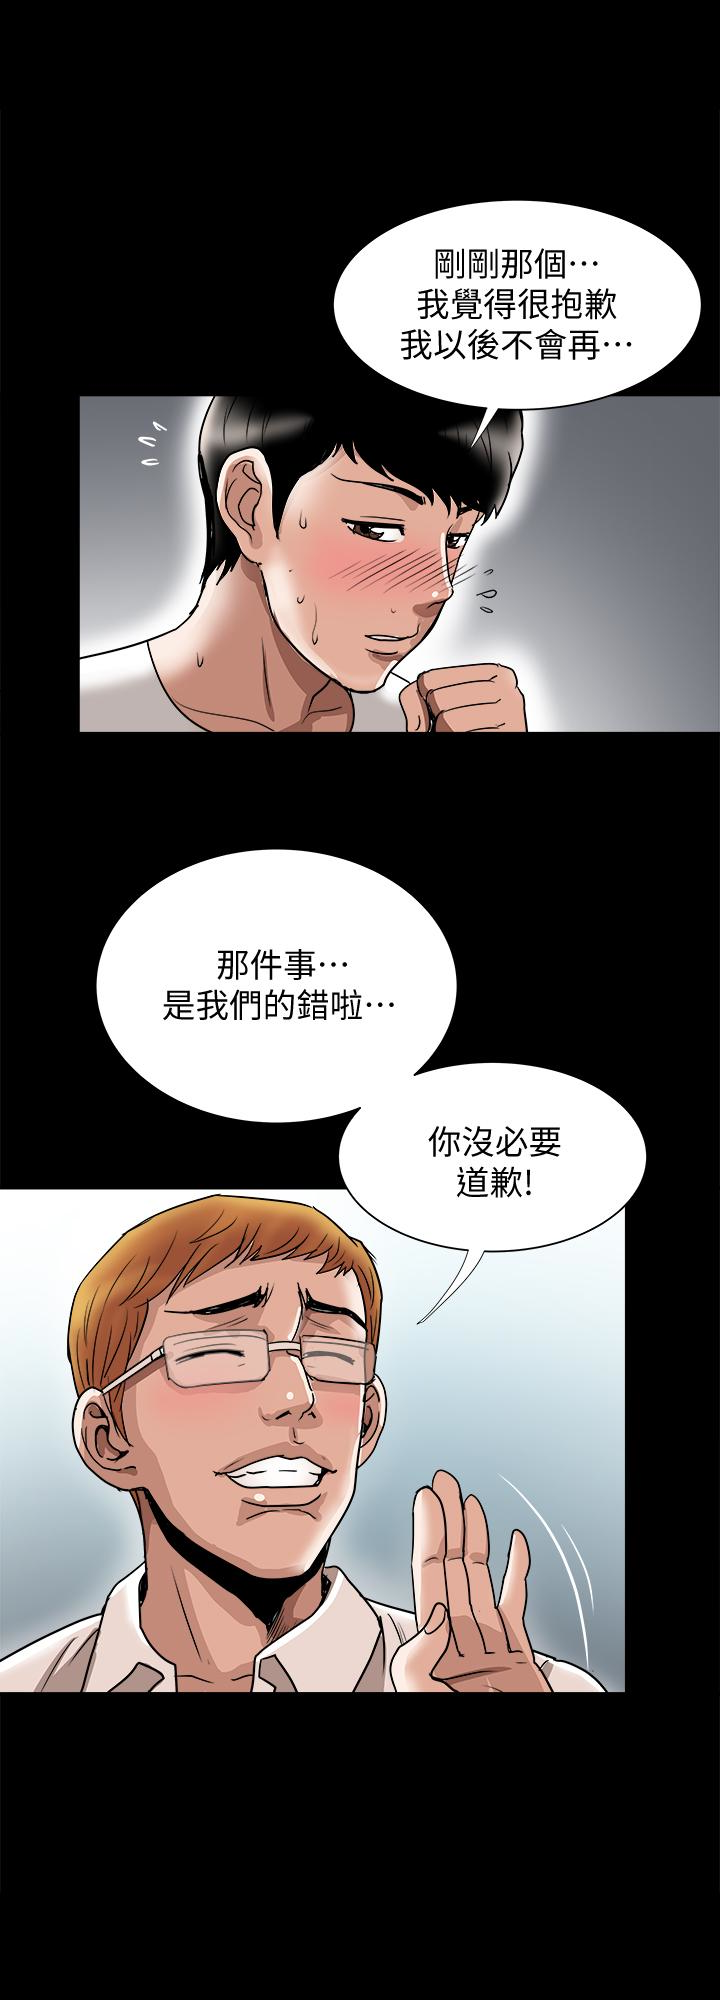 剛剛那個…
我覺得很抱歉
我以後不會再…
那件事…
是我們的錯啦…
你沒必要
道歉!